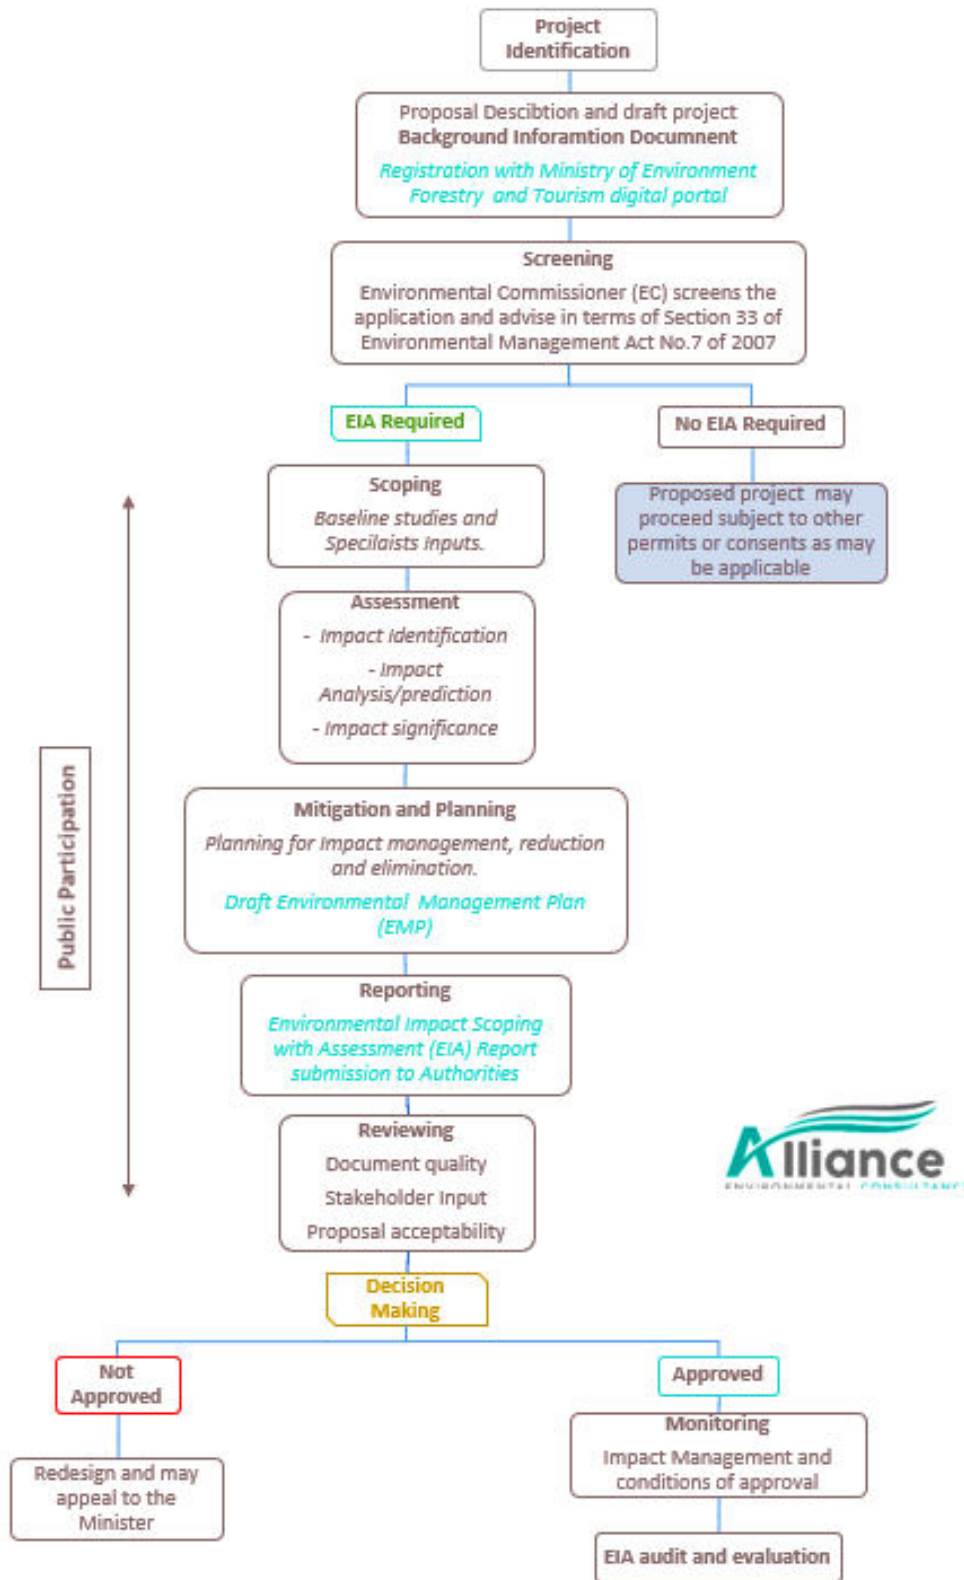 Project
Identification
Proposal Descibtion and draft project
Background Inforamtion Documnent
Registration with Ministry of Environment
Forestry and Tourism digital portal
Screening
Environmental Commissioner (EC) screens the
application and advise in terms of Section 33 of
Environmental Management Act No.7 of 2007
EIA Required
No EIA Required
Scoping
Baseline studies and
Specilaists Inputs.
Proposed project may
proceed subject to other
permits or consents as may
be applicable
Assessment
- Impact Identification
- Impact
Analysis/prediction
- Impact significance
Public Participation
Mitigation and Planning
Planning for Impact management, reduction
and elimination.
Draft Environmental Management Plan
(EMP)
Reporting
Environmental Impact Scoping
with Assessment (EIA) Report
submission to Authorities
Reviewing
Document quality
Stakeholder Input
Proposal acceptability
Alliance
ENVIRONMENTAL CONSULTANC
Decision
Making
Not
Approved
Approved
Redesign and may
appeal to the
Minister
Monitoring
Impact Management and
conditions of approval
EIA audit and evaluation